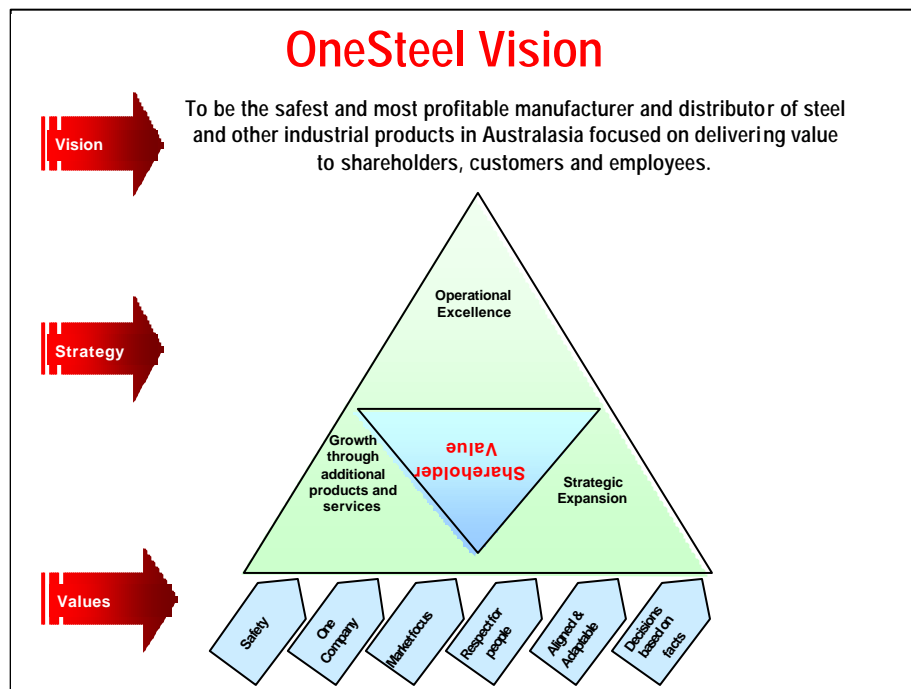 OneSteel Vision
Vision
To be the safest and most profitable manufacturer and distributor of steel
and other industrial products in Australasia focused on delivering value
to shareholders, customers and employees.
Strategy
Operational
Excellence
Growth
through
additional
products and
services
Shareholder
Value
Strategic
Expansion
Values
Safety
One
Company
Market focus
Respect for
people
Aligned &
Adaptable
Decisions
based on
facts